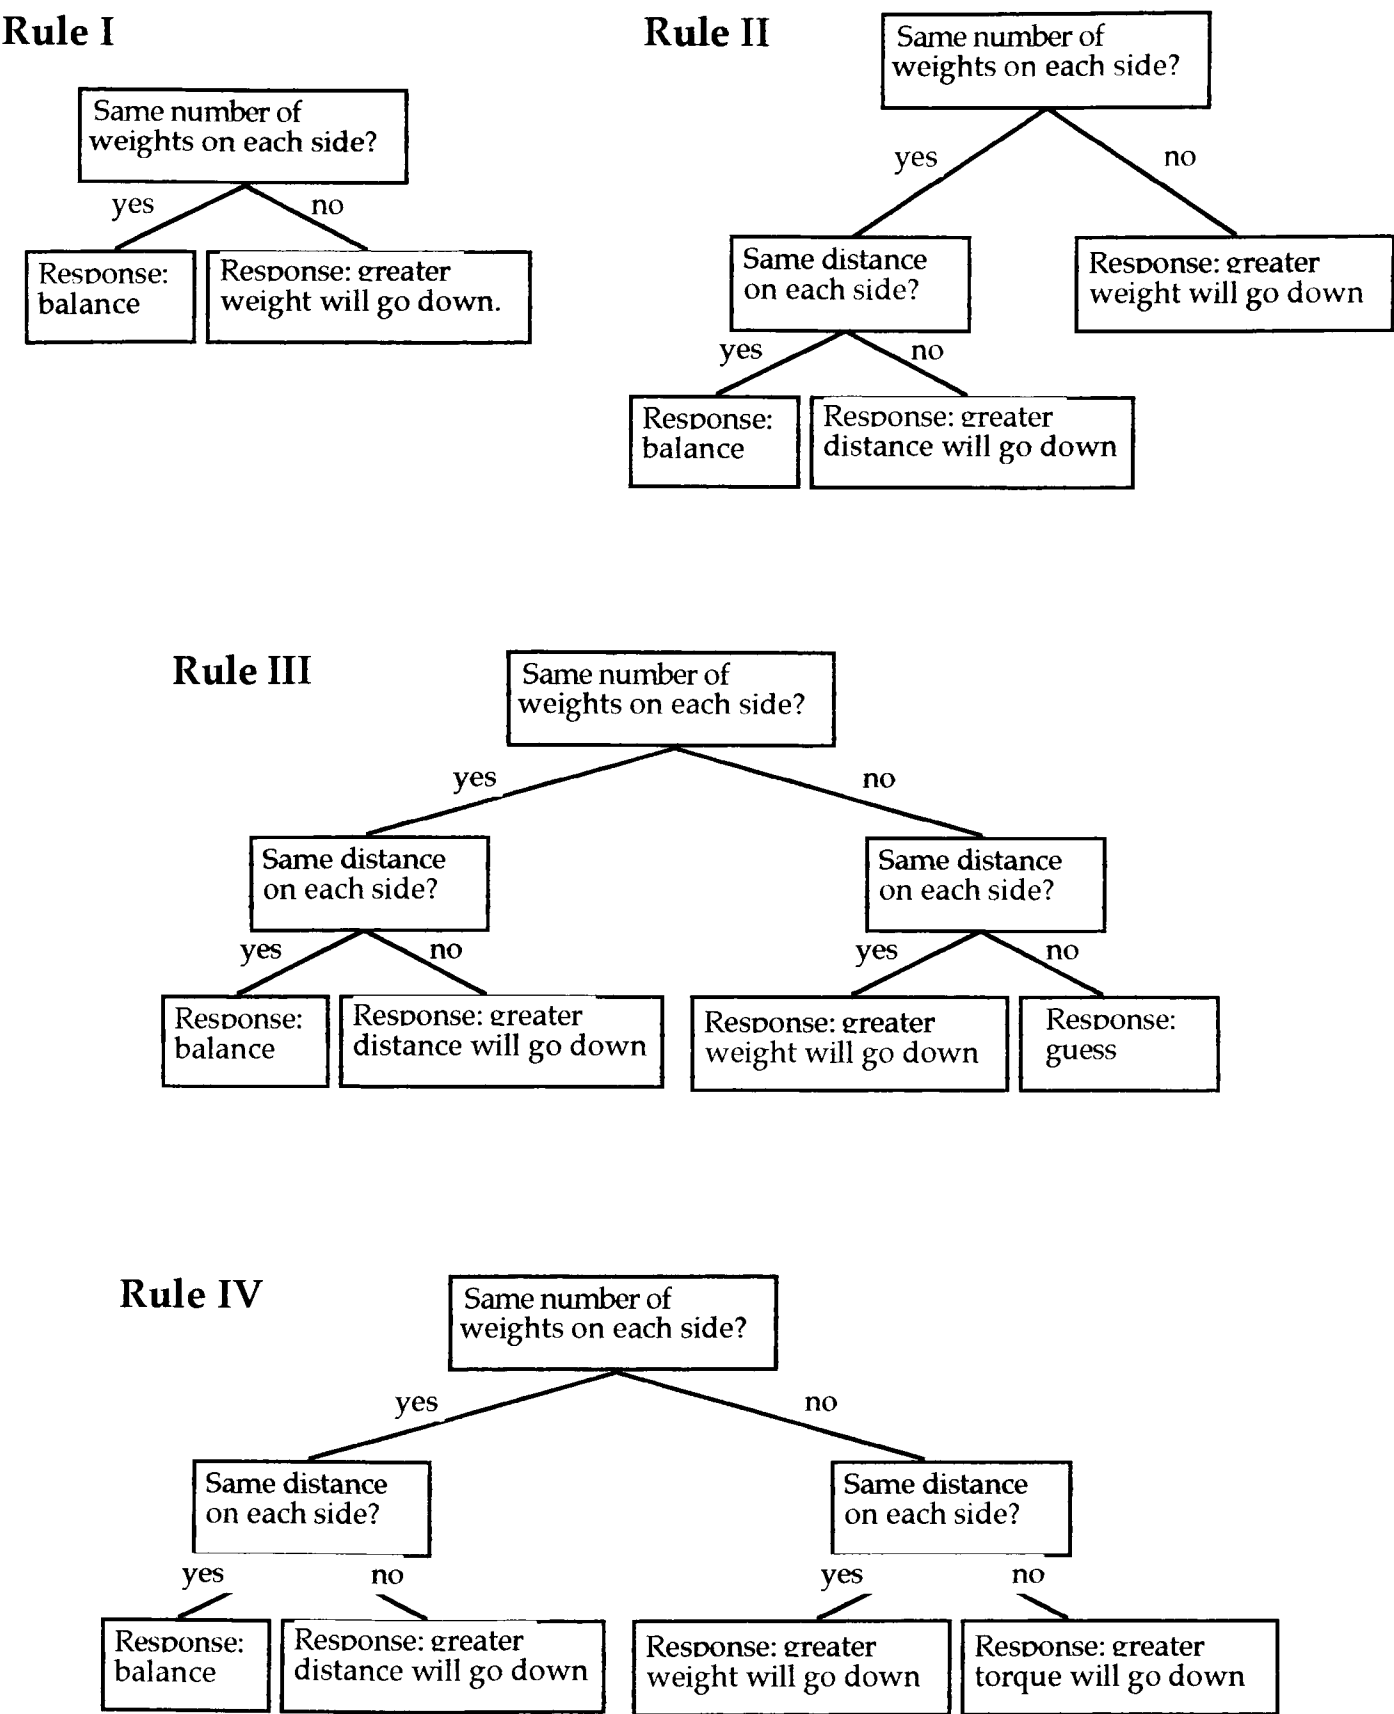 Rule I
Same number of
weights on each side?
yes
no
Response:
balance
Response: greater
weight will go down.
Rule II
Same number of
weights on each side?
yes
no
Same distance
on each side?
Response: greater
weight will go down
yes
no
Response:
balance
Response: greater
distance will go down
Rule III
Same number of
weights on each side?
yes
no
Same distance
on each side?
Same distance
on each side?
yes
no
yes
no
Response:
balance
Response: greater
distance will go down
Response: greater
weight will go down
Response:
guess
Rule IV
Same number of
weights on each side?
yes
no
Same distance
on each side?
Same distance
on each side?
yes
no
yes
no
Response:
balance
Response: greater
distance will go down
Response: greater
weight will go down
Response: greater
torque will go down